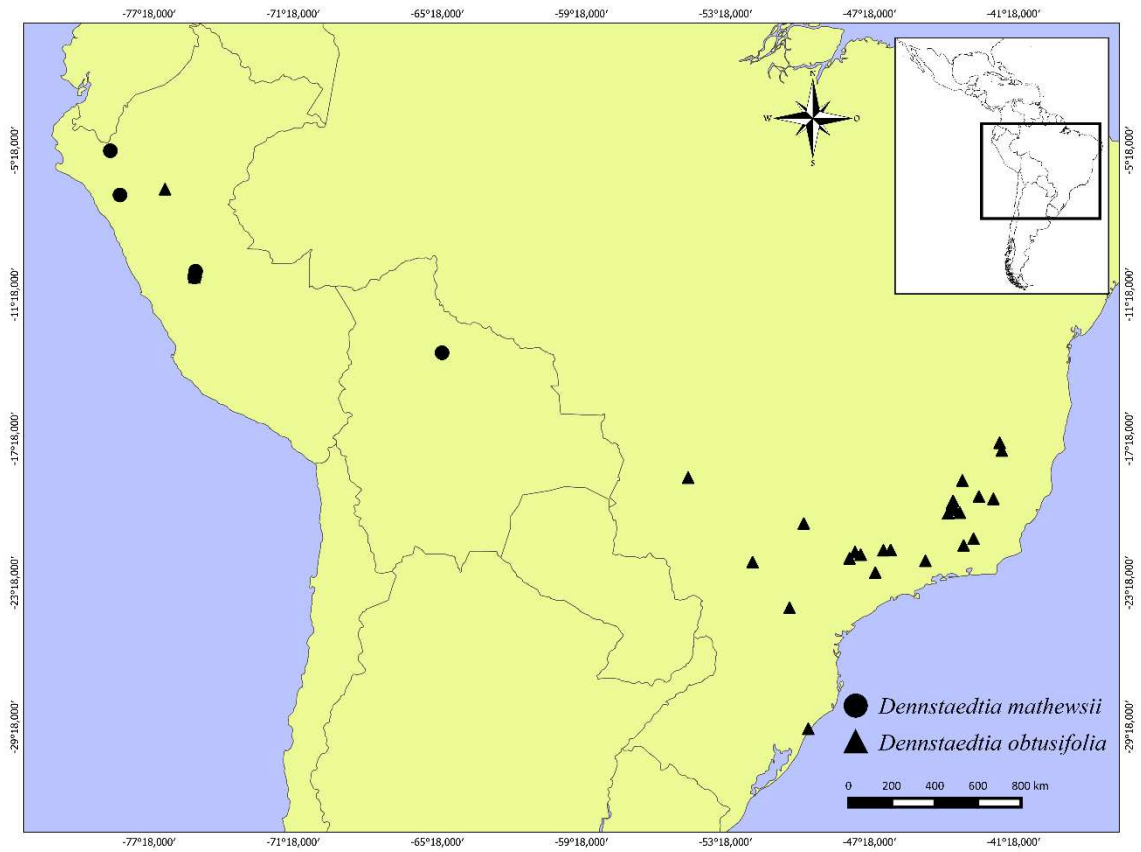 -77°18,000' -71°18,000' -65°18,000' -59°18,000' -53°18,000' -47°18,000' -41°18,000'
N
W O
S
-5°18,000' -5°18,000'
-11°18,000' -11°18,000'
-17°18,000' -17°18,000'
-23°18,000' -23°18,000'
-29°18,000' -29°18,000'
Dennstaedtia mathewsii
Dennstaedtia obtusifolia
0 200 400 600 800 km
-77°18,000' -71°18,000' -65°18,000' -59°18,000' -53°18,000' -47°18,000' -41°18,000'